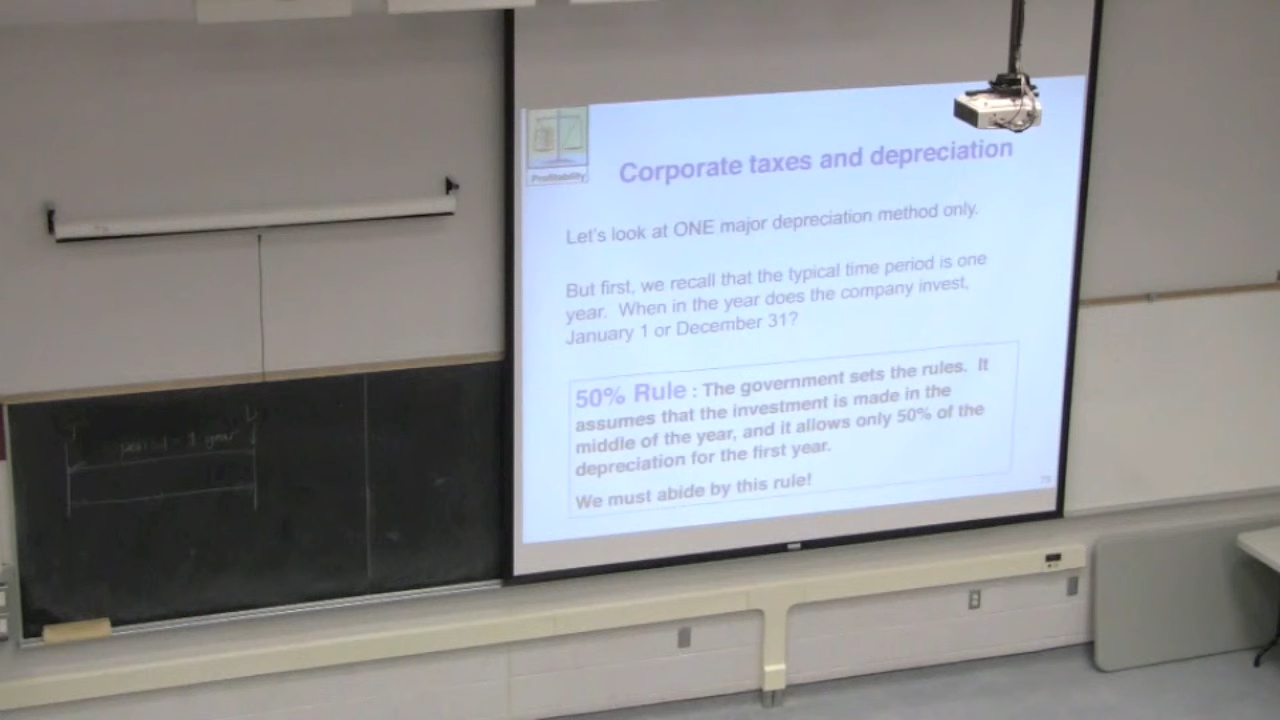 Profitability
Corporate taxes and depreciation
Let's look at ONE major depreciation method only.
But first, we recall that the typical time period is one
year. When in the year does the company invest,
January 1 or December 31?
50% Rule : The government sets the rules. It
assumes that the investment is made in the
middle of the year, and it allows only 50% of the
depreciation for the first year.
We must abide by this rule!
period = 1 year